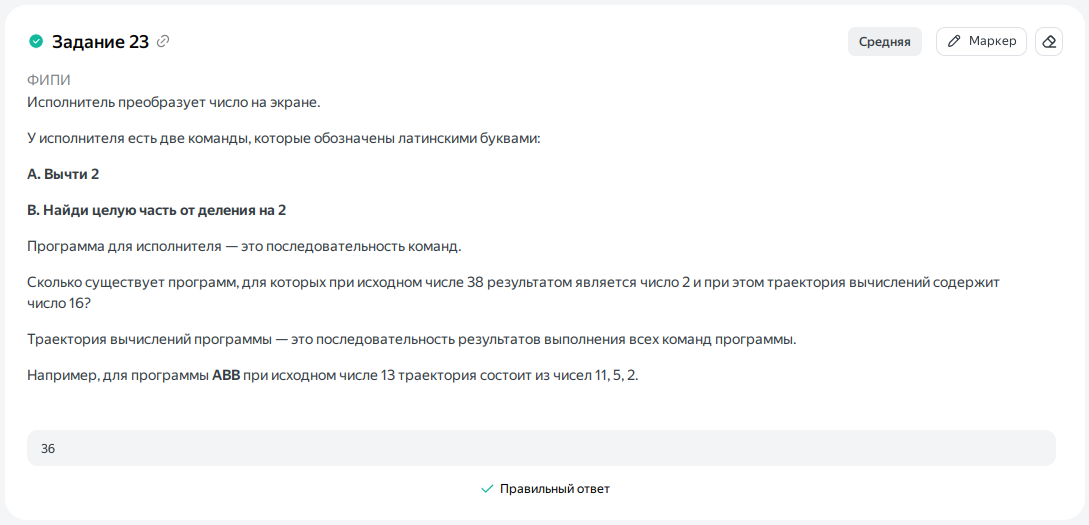 Задание 23
Средняя
Маркер
ФИПИ
Исполнитель преобразует число на экране.
У исполнителя есть две команды, которые обозначены латинскими буквами:
A. Вычти 2
B. Найди целую часть от деления на 2
Программа для исполнителя — это последовательность команд.
Сколько существует программ, для которых при исходном числе 38 результатом является число 2 и при этом траектория вычислений содержит
число 16?
Траектория вычислений программы — это последовательность результатов выполнения всех команд программы.
Например, для программы ABB при исходном числе 13 траектория состоит из чисел 11, 5, 2.
36
Правильный ответ